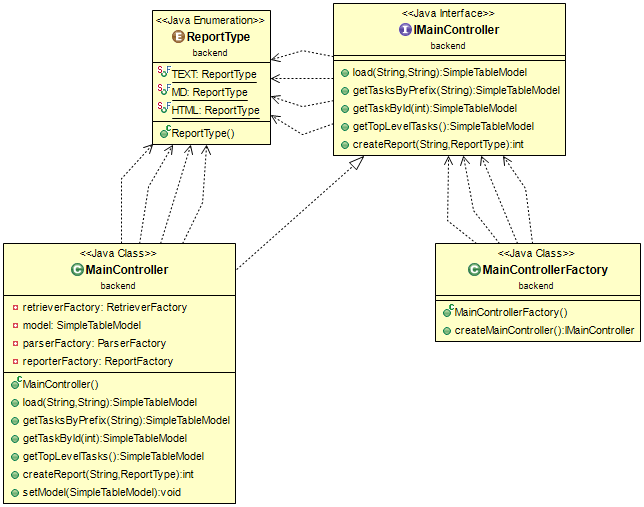 <<Java Enumeration>>
E ReportType
backend
S F TEXT: ReportType
S F MD: ReportType
S F HTML: ReportType
C ReportType()
<<Java Interface>>
I IMainController
backend
load(String,String):SimpleTableModel
getTasksByPrefix(String):SimpleTableModel
getTaskById(int):SimpleTableModel
getTopLevelTasks():SimpleTableModel
createReport(String,ReportType):int
<<Java Class>>
C MainController
backend
retrieverFactory: RetrieverFactory
model: SimpleTableModel
parserFactory: ParserFactory
reporterFactory: ReportFactory
C MainController()
load(String,String):SimpleTableModel
getTasksByPrefix(String):SimpleTableModel
getTaskById(int):SimpleTableModel
getTopLevelTasks():SimpleTableModel
createReport(String,ReportType):int
setModel(SimpleTableModel):void
<<Java Class>>
C MainControllerFactory
backend
C MainControllerFactory()
createMainController():IMainController